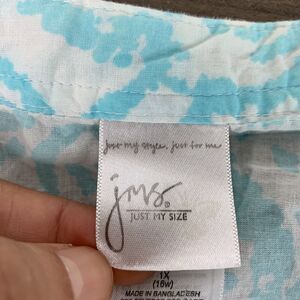 just my style. just for me
jms®
JUST MY SIZE
1X
(16W)
MADE IN BANGLADESH